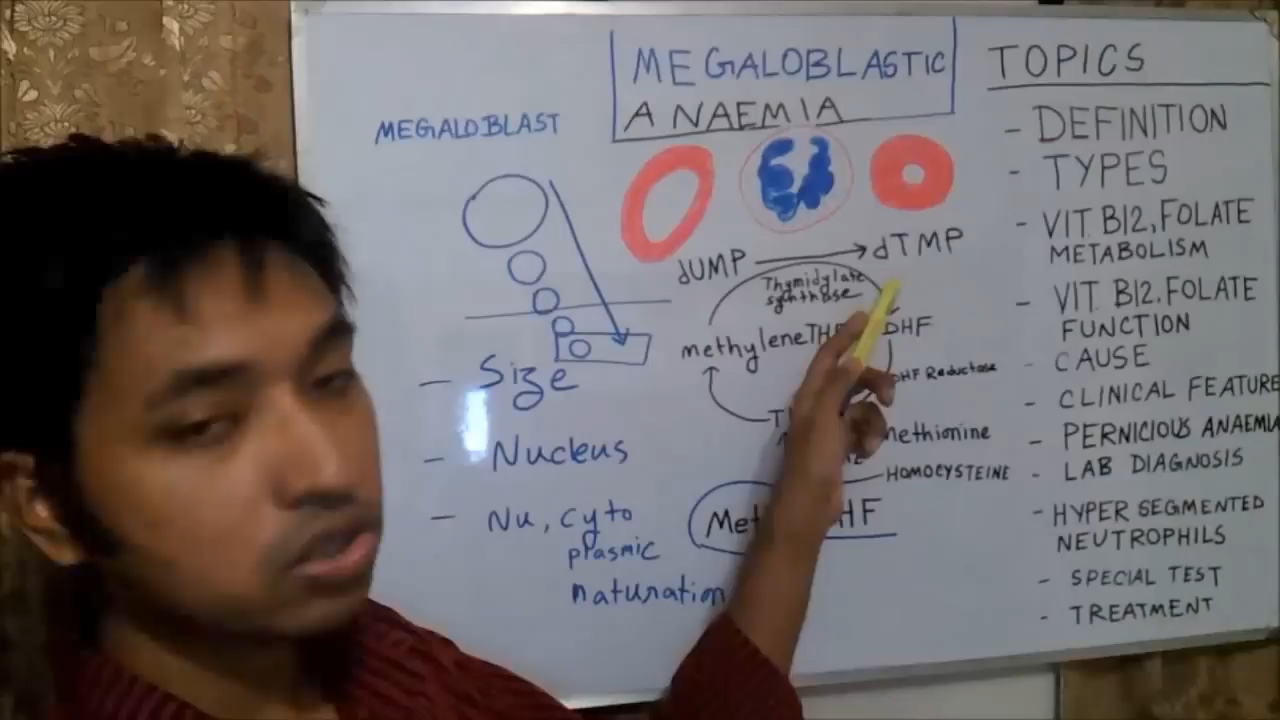 MEGALOBLASTIC
ANAEMIA
MEGALOBLAST
- Size
- Nucleus
- Nu, cyto
plasmic
maturation
dUMP → dTMP
Thymidylate
synthase
methylene
DHF
DHF Reductase
Methionine
HOMOCYSTEINE
TOPICS
- DEFINITION
- TYPES
- VIT B12, FOLATE
METABOLISM
- VIT B12. FOLATE
FUNCTION
- CAUSE
- CLINICAL FEATURE
- PERNICIOUS ANAEMIA
- LAB DIAGNOSIS
- HYPER SEGMENTED
NEUTROPHILS
- SPECIAL TEST
- TREATMENT